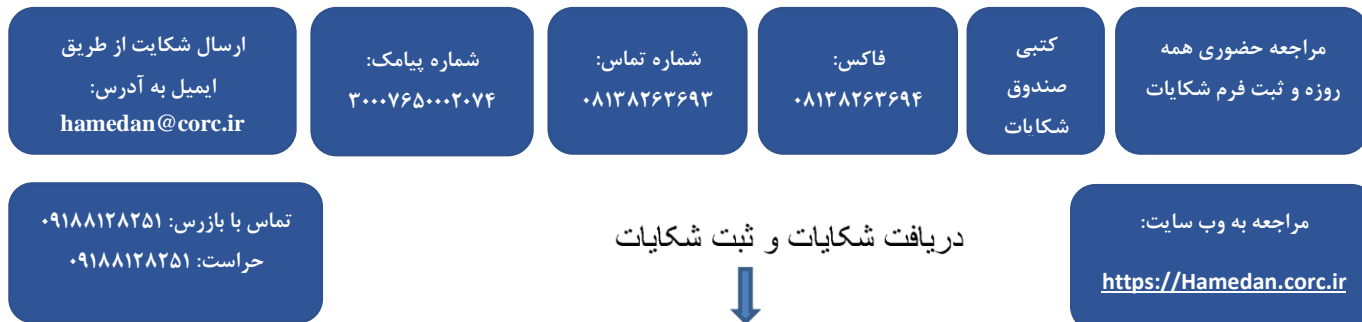 مراجعه حضوری همه
روزه و ثبت فرم شکایات
کتبی
صندوق
شکایات
فاکس:
۰۸۱۳۸۲۶۳۶۹۴
شماره تماس:
۰۸۱۳۸۲۶۳۶۹۳
شماره پیامک:
۳۰۰۰۷۶۵۰۰۰۲۰۷۴
ارسال شکایت از طریق
ایمیل به آدرس:
hamedan@corc.ir
مراجعه به وب سایت:
https://Hamedan.corc.ir
دریافت شکایات و ثبت شکایات
تماس با بازرس: ۰۹۱۸۸۱۲۸۲۵۱
حراست: ۰۹۱۸۸۱۲۸۲۵۱